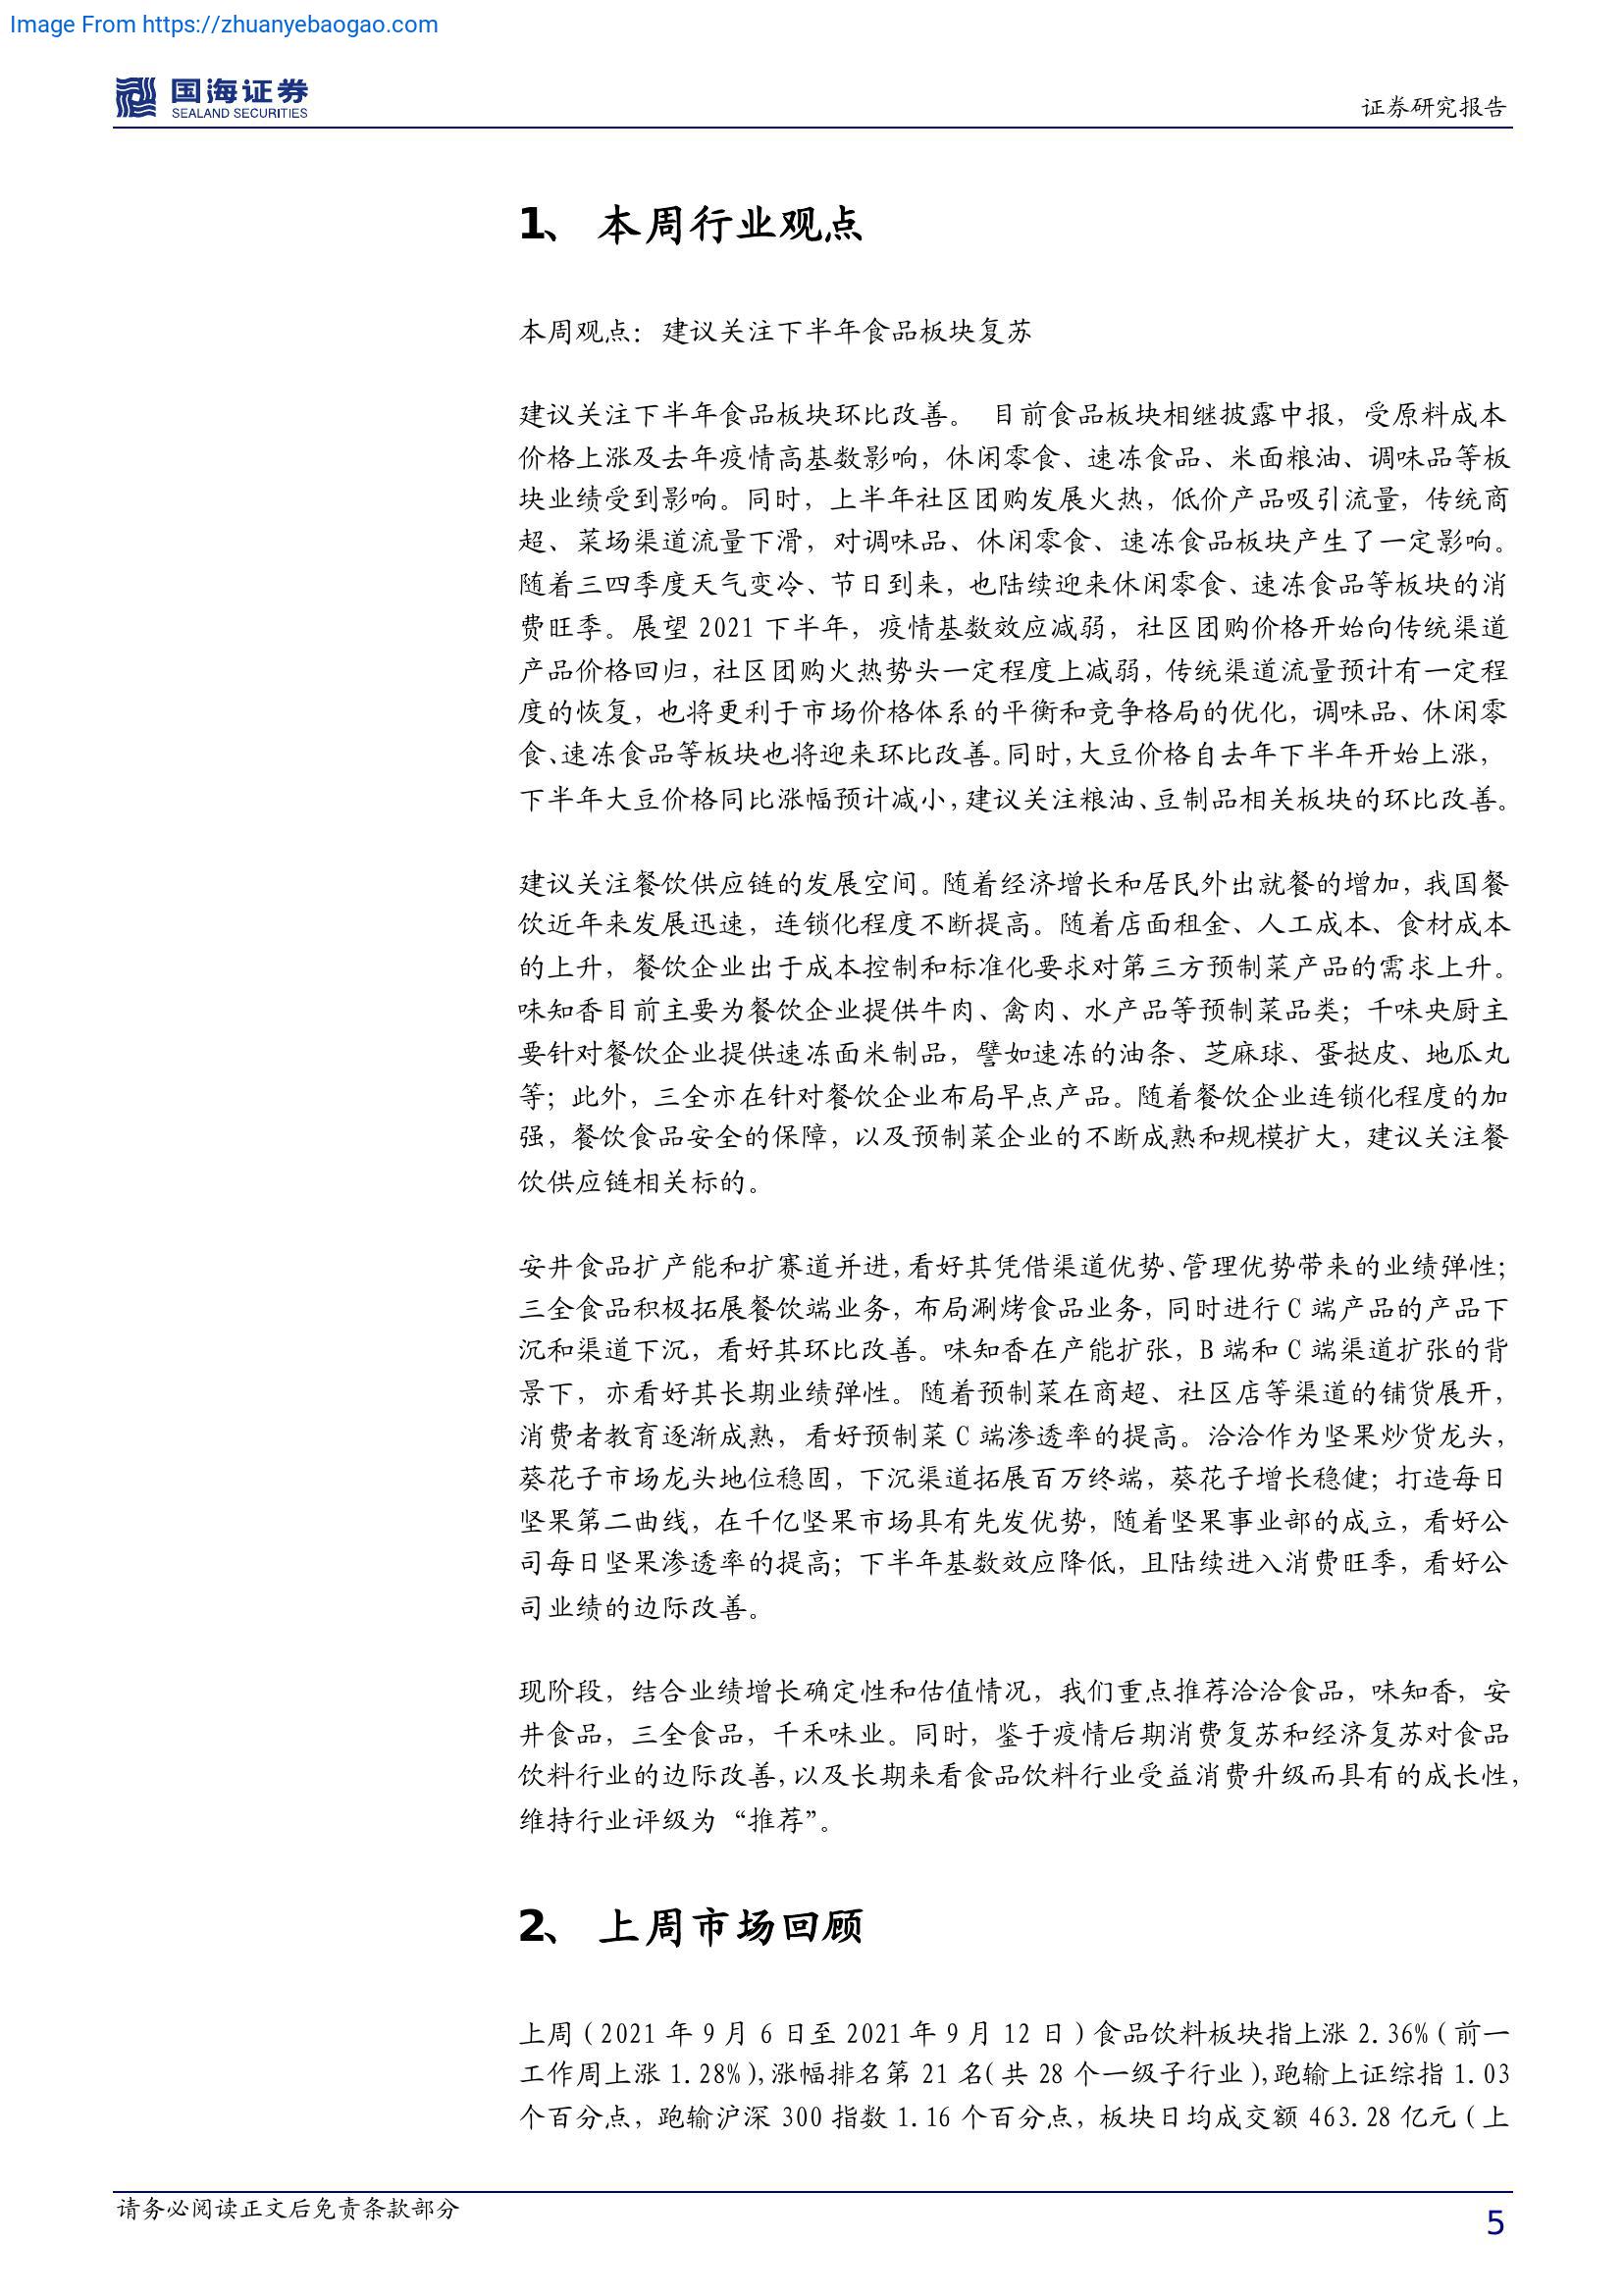 Image From https://zhuanyebaogao.com
国海证券
SEALAND SECURITIES
证券研究报告
1、 本周行业观点
本周观点：建议关注下半年食品板块复苏
建议关注下半年食品板块环比改善。 目前食品板块相继披露中报，受原料成本
价格上涨及去年疫情高基数影响，休闲零食、速冻食品、米面粮油、调味品等板
块业绩受到影响。同时，上半年社区团购发展火热，低价产品吸引流量，传统商
超、菜场渠道流量下滑，对调味品、休闲零食、速冻食品板块产生了一定影响。
随着三四季度天气变冷、节日到来，也陆续迎来休闲零食、速冻食品等板块的消
费旺季。展望 2021 下半年，疫情基数效应减弱，社区团购价格开始向传统渠道
产品价格回归，社区团购火热势头一定程度上减弱，传统渠道流量预计有一定程
度的恢复，也将更利于市场价格体系的平衡和竞争格局的优化，调味品、休闲零
食、速冻食品等板块也将迎来环比改善。同时，大豆价格自去年下半年开始上涨，
下半年大豆价格同比涨幅预计减小，建议关注粮油、豆制品相关板块的环比改善。
建议关注餐饮供应链的发展空间。随着经济增长和居民外出就餐的增加，我国餐
饮近年来发展迅速，连锁化程度不断提高。随着店面租金、人工成本、食材成本
的上升，餐饮企业出于成本控制和标准化要求对第三方预制菜产品的需求上升。
味知香目前主要为餐饮企业提供牛肉、禽肉、水产品等预制菜品类；千味央厨主
要针对餐饮企业提供速冻面米制品，譬如速冻的油条、芝麻球、蛋挞皮、地瓜丸
等；此外，三全亦在针对餐饮企业布局早点产品。随着餐饮企业连锁化程度的加
强，餐饮食品安全的保障，以及预制菜企业的不断成熟和规模扩大，建议关注餐
饮供应链相关标的。
安井食品扩产能和扩赛道并进，看好其凭借渠道优势、管理优势带来的业绩弹性；
三全食品积极拓展餐饮端业务，布局涮烤食品业务，同时进行 C 端产品的产品下
沉和渠道下沉，看好其环比改善。味知香在产能扩张，B 端和 C 端渠道扩张的背
景下，亦看好其长期业绩弹性。随着预制菜在商超、社区店等渠道的铺货展开，
消费者教育逐渐成熟，看好预制菜 C 端渗透率的提高。洽洽作为坚果炒货龙头，
葵花子市场龙头地位稳固，下沉渠道拓展百万终端，葵花子增长稳健；打造每日
坚果第二曲线，在千亿坚果市场具有先发优势，随着坚果事业部的成立，看好公
司每日坚果渗透率的提高；下半年基数效应降低，且陆续进入消费旺季，看好公
司业绩的边际改善。
现阶段，结合业绩增长确定性和估值情况，我们重点推荐洽洽食品，味知香，安
井食品，三全食品，千禾味业。同时，鉴于疫情后期消费复苏和经济复苏对食品
饮料行业的边际改善，以及长期来看食品饮料行业受益消费升级而具有的成长性，
维持行业评级为“推荐”。
2、 上周市场回顾
上周（2021 年 9 月 6 日至 2021 年 9 月 12 日）食品饮料板块指上涨 2.36%（前一
工作周上涨 1.28%），涨幅排名第 21 名（共 28 个一级子行业），跑输上证综指 1.03
个百分点，跑输沪深 300 指数 1.16 个百分点，板块日均成交额 463.28 亿元（上
请务必阅读正文后免责条款部分
5